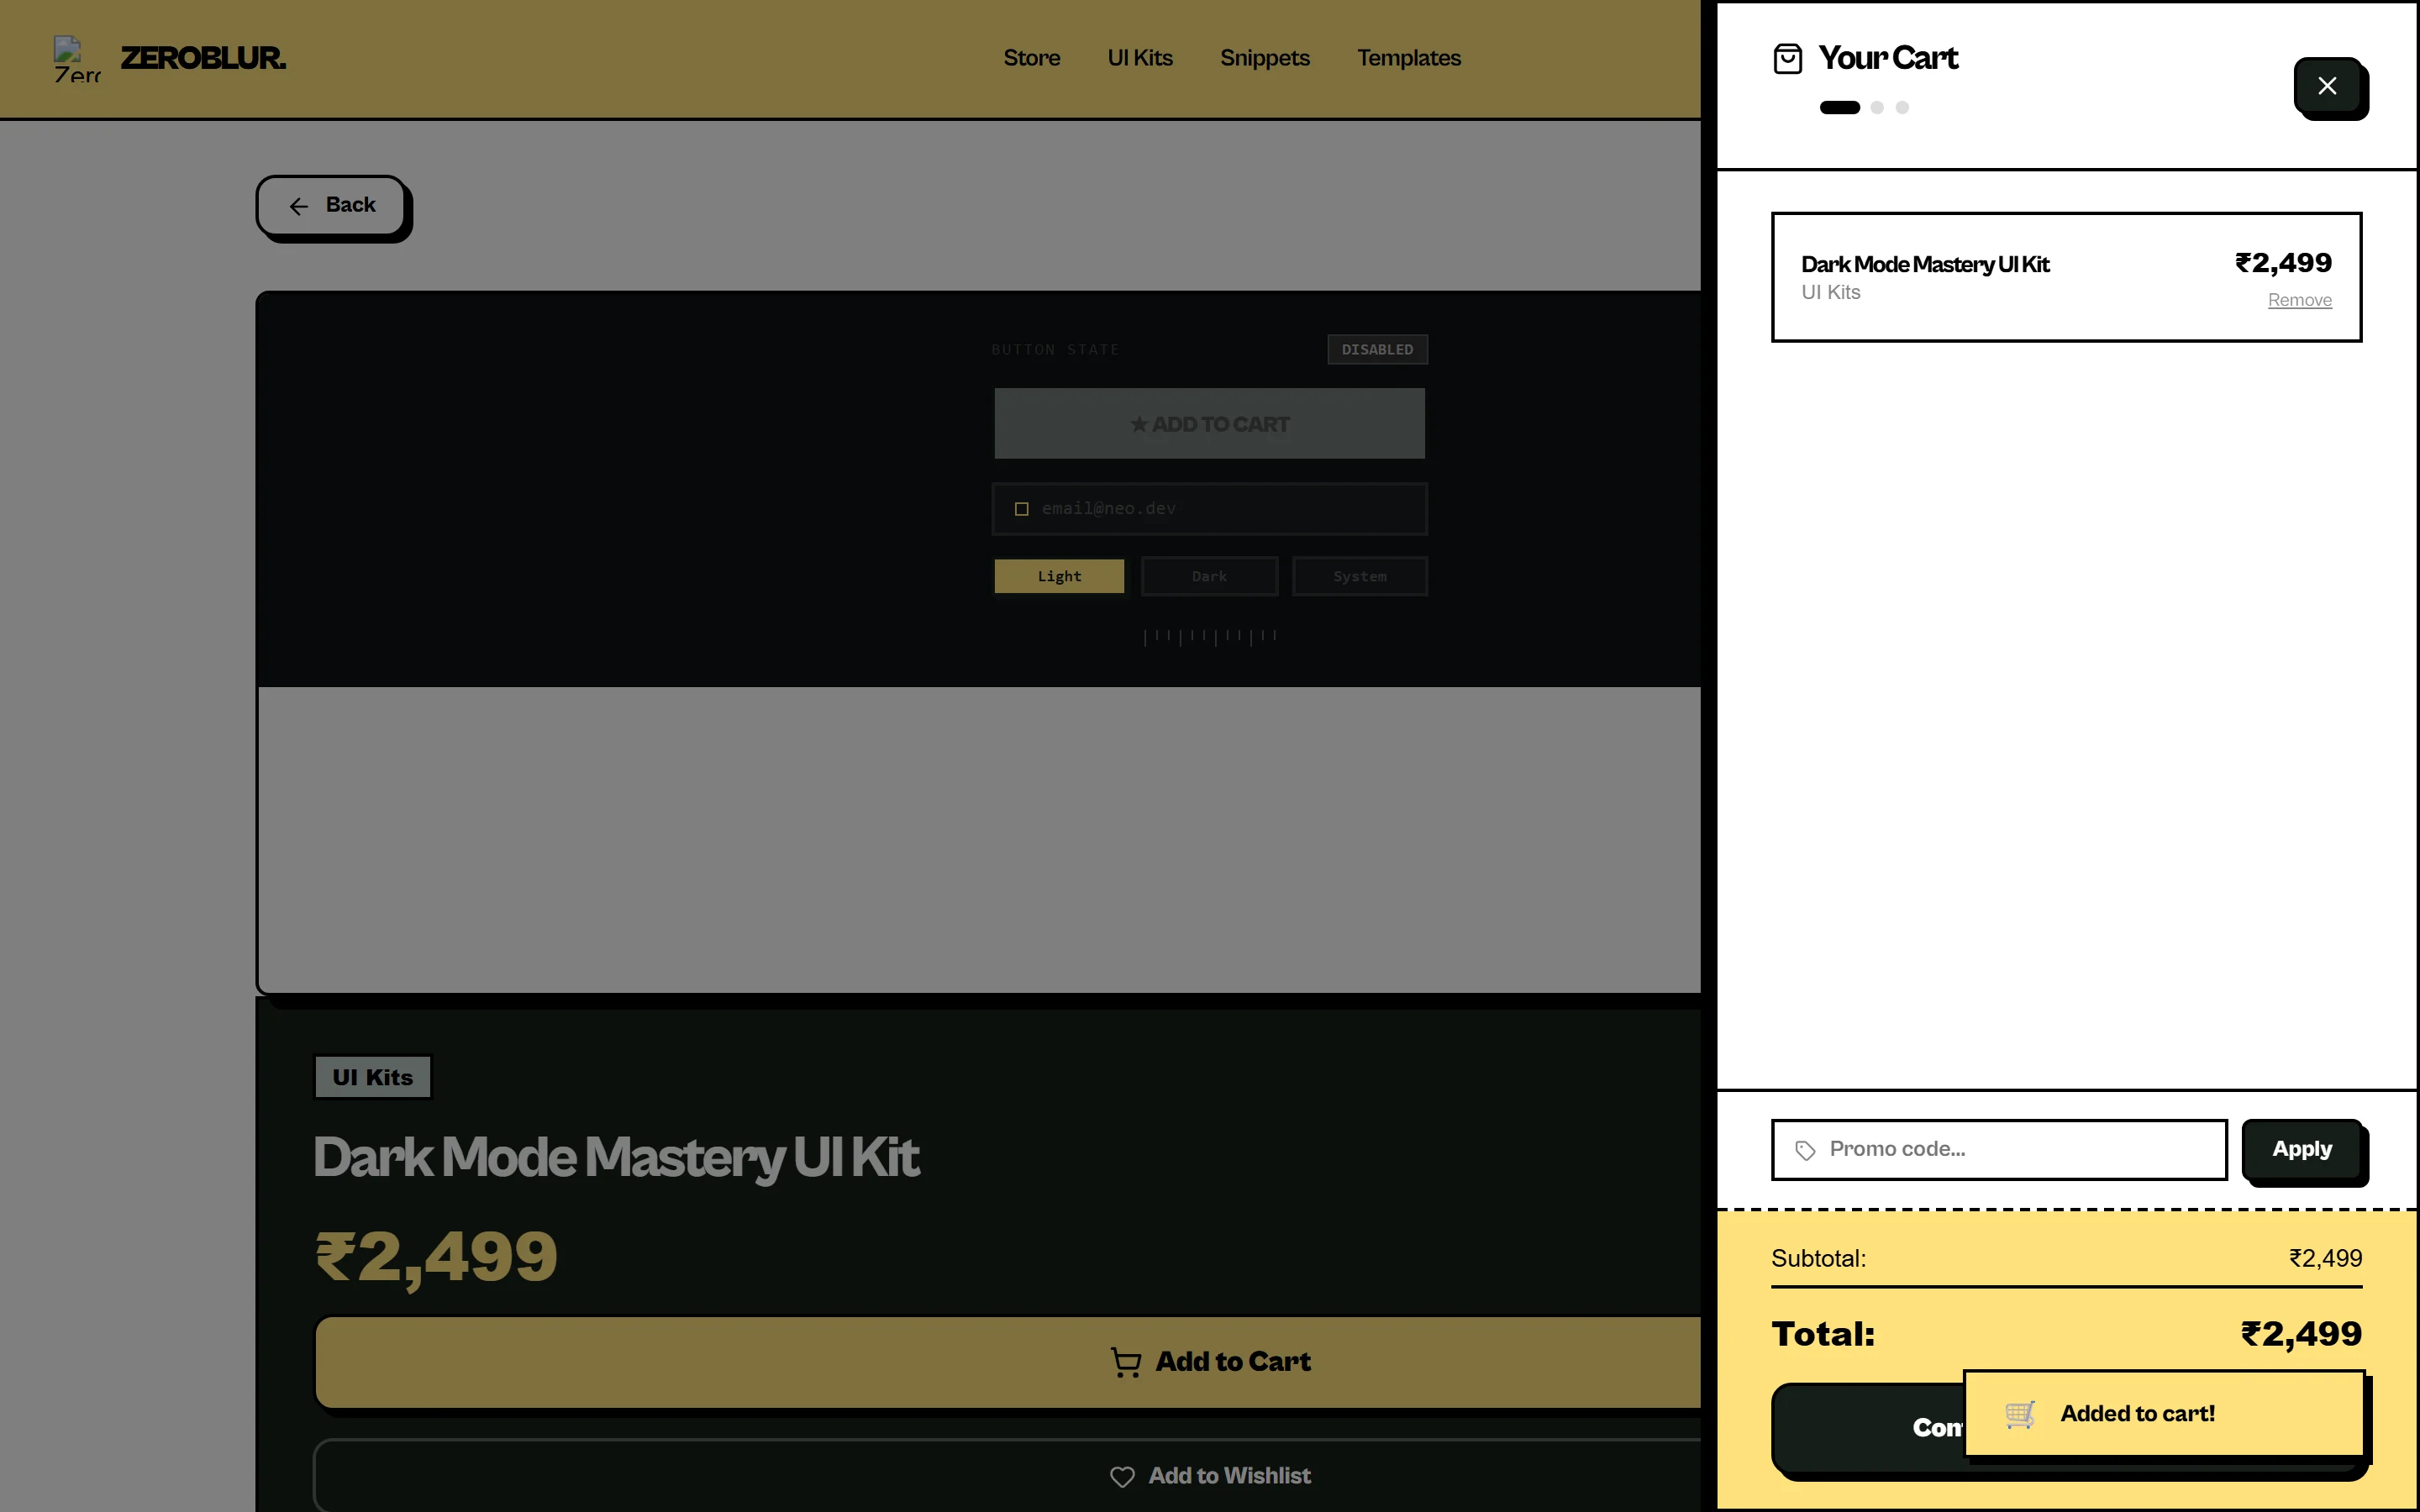 Zero
ZEROBLUR.
Store
UI Kits
Snippets
Templates
Back
BUTTON STATE
DISABLED
★ ADD TO CART
email@neo.dev
Light
Dark
System
UI Kits
Dark Mode Mastery UI Kit
₹2,499
Add to Cart
Add to Wishlist
Your Cart
Dark Mode Mastery UI Kit
₹2,499
UI Kits
Remove
Promo code...
Apply
Subtotal:
₹2,499
Total:
₹2,499
Added to cart!